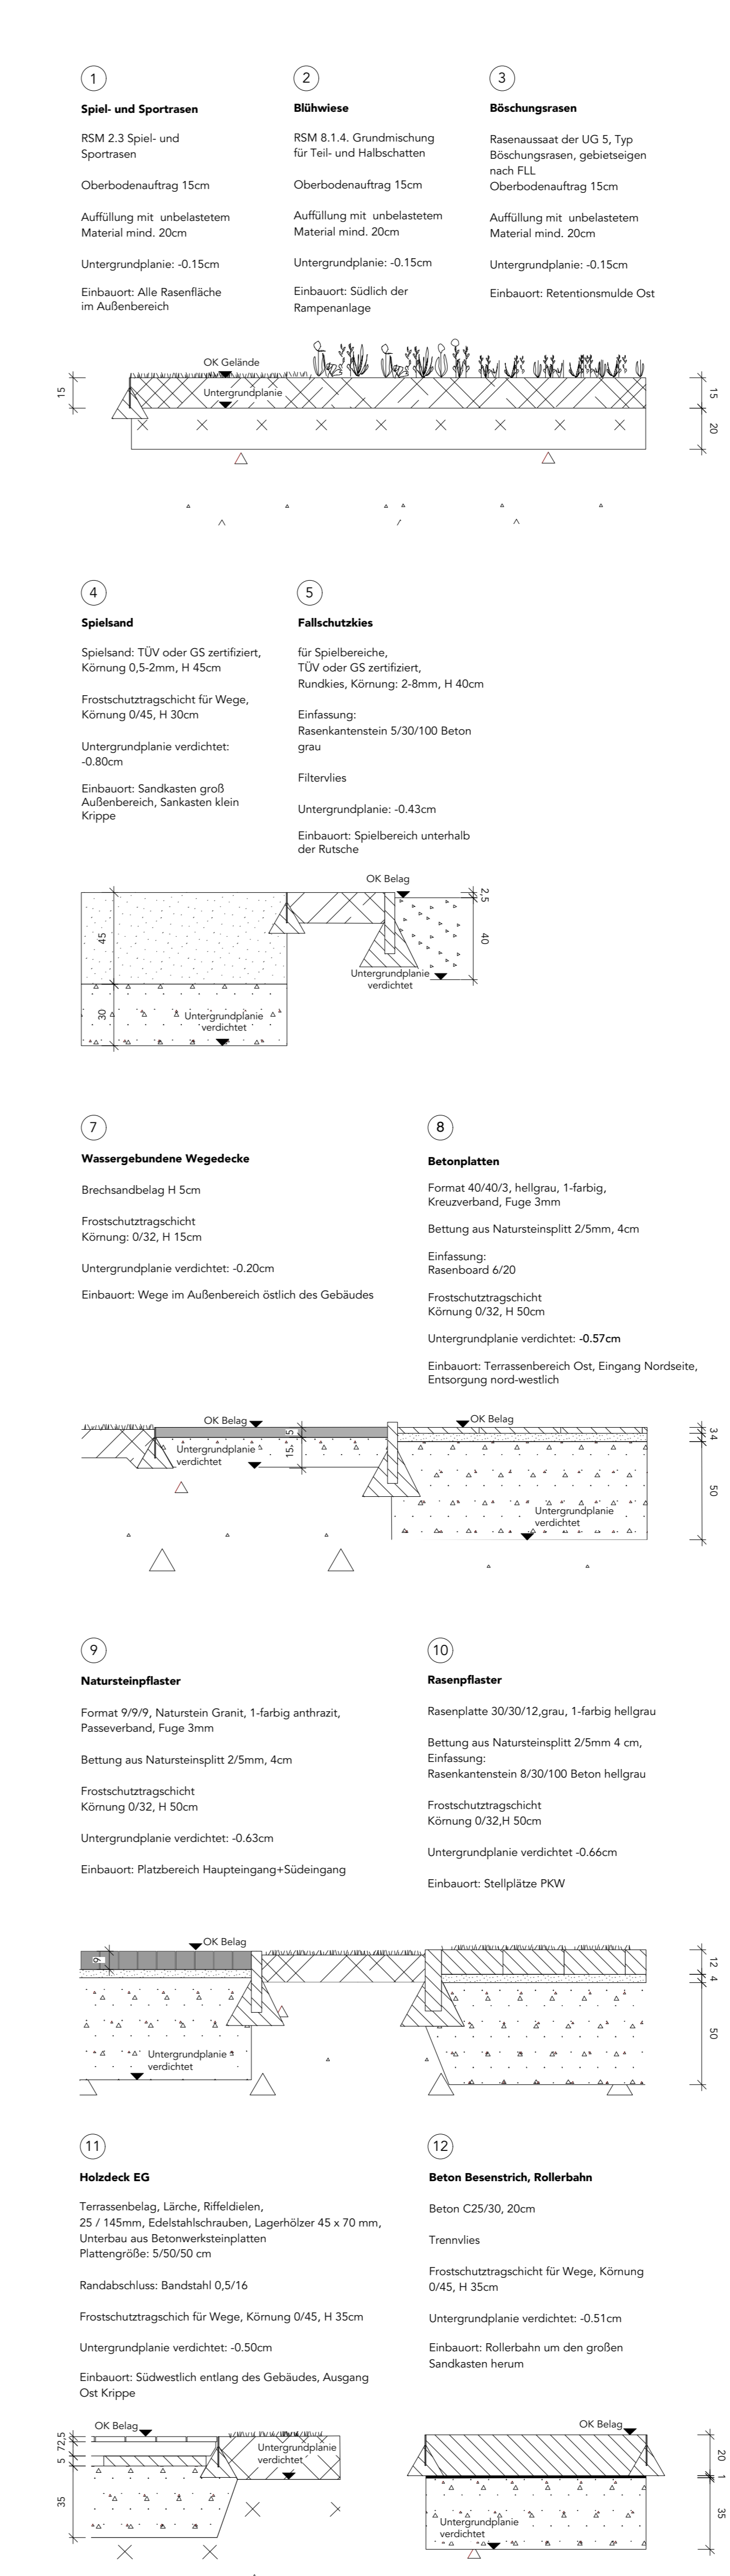 1
Spiel- und Sportrasen
RSM 2.3 Spiel- und
Sportrasen
Oberbodenauftrag 15cm
Auffüllung mit  unbelastetem
Material mind. 20cm
Untergrundplanie: -0.15cm
Einbauort: Alle Rasenfläche
im Außenbereich
2
Blühwiese
RSM 8.1.4. Grundmischung
für Teil- und Halbschatten
Oberbodenauftrag 15cm
Auffüllung mit  unbelastetem
Material mind. 20cm
Untergrundplanie: -0.15cm
Einbauort: Südlich der
Rampenanlage
3
Böschungsrasen
Rasenaussaat der UG 5, Typ
Böschungsrasen, gebietseigen
nach FLL
Oberbodenauftrag 15cm
Auffüllung mit  unbelastetem
Material mind. 20cm
Untergrundplanie: -0.15cm
Einbauort: Retentionsmulde Ost
OK Gelände
Untergrundplanie
15
15
20
4
Spielsand
Spielsand: TÜV oder GS zertifiziert,
Körnung 0,5-2mm, H 45cm
Frostschutztragschicht für Wege,
Körnung 0/45, H 30cm
Untergrundplanie verdichtet:
-0.80cm
Einbauort: Sandkasten groß
Außenbereich, Sankasten klein
Krippe
5
Fallschutzkies
für Spielbereiche,
TÜV oder GS zertifiziert,
Rundkies, Körnung: 2-8mm, H 40cm
Einfassung:
Rasenkantenstein 5/30/100 Beton
grau
Filtervlies
Untergrundplanie: -0.43cm
Einbauort: Spielbereich unterhalb
der Rutsche
OK Belag
2,5
45
40
Untergrundplanie
verdichtet
30
Untergrundplanie
verdichtet
7
Wassergebundene Wegedecke
Brechsandbelag H 5cm
Frostschutztragschicht
Körnung: 0/32, H 15cm
Untergrundplanie verdichtet: -0.20cm
Einbauort: Wege im Außenbereich östlich des Gebäudes
8
Betonplatten
Format 40/40/3, hellgrau, 1-farbig,
Kreuzverband, Fuge 3mm
Bettung aus Natursteinsplitt 2/5mm, 4cm
Einfassung:
Rasenboard 6/20
Frostschutztragschicht
Körnung 0/32, H 50cm
Untergrundplanie verdichtet: -0.57cm
Einbauort: Terrassenbereich Ost, Eingang Nordseite,
Entsorgung nord-westlich
OK Belag
OK Belag
5
15
34
Untergrundplanie
verdichtet
50
Untergrundplanie
verdichtet
9
Natursteinpflaster
Format 9/9/9, Naturstein Granit, 1-farbig anthrazit,
Passeverband, Fuge 3mm
Bettung aus Natursteinsplitt 2/5mm, 4cm
Frostschutztragschicht
Körnung 0/32, H 50cm
Untergrundplanie verdichtet: -0.63cm
Einbauort: Platzbereich Haupteingang+Südeingang
10
Rasenpflaster
Rasenplatte 30/30/12,grau, 1-farbig hellgrau
Bettung aus Natursteinsplitt 2/5mm 4 cm,
Einfassung:
Rasenkantenstein 8/30/100 Beton hellgrau
Frostschutztragschicht
Körnung 0/32,H 50cm
Untergrundplanie verdichtet -0.66cm
Einbauort: Stellplätze PKW
OK Belag
9
12
4
50
Untergrundplanie
verdichtet
11
Holzdeck EG
Terrassenbelag, Lärche, Riffeldielen,
25 / 145mm, Edelstahlschrauben, Lagerhölzer 45 x 70 mm,
Unterbau aus Betonwerksteinplatten
Plattengröße: 5/50/50 cm
Randabschluss: Bandstahl 0,5/16
Frostschutztragschich für Wege, Körnung 0/45, H 35cm
Untergrundplanie verdichtet: -0.50cm
Einbauort: Südwestlich entlang des Gebäudes, Ausgang
Ost Krippe
12
Beton Besenstrich, Rollerbahn
Beton C25/30, 20cm
Trennvlies
Frostschutztragschicht für Wege, Körnung
0/45, H 35cm
Untergrundplanie verdichtet: -0.51cm
Einbauort: Rollerbahn um den großen
Sandkasten herum
OK Belag
5 72,5
35
Untergrundplanie
verdichtet
OK Belag
20
1
35
Untergrundplanie
verdichtet